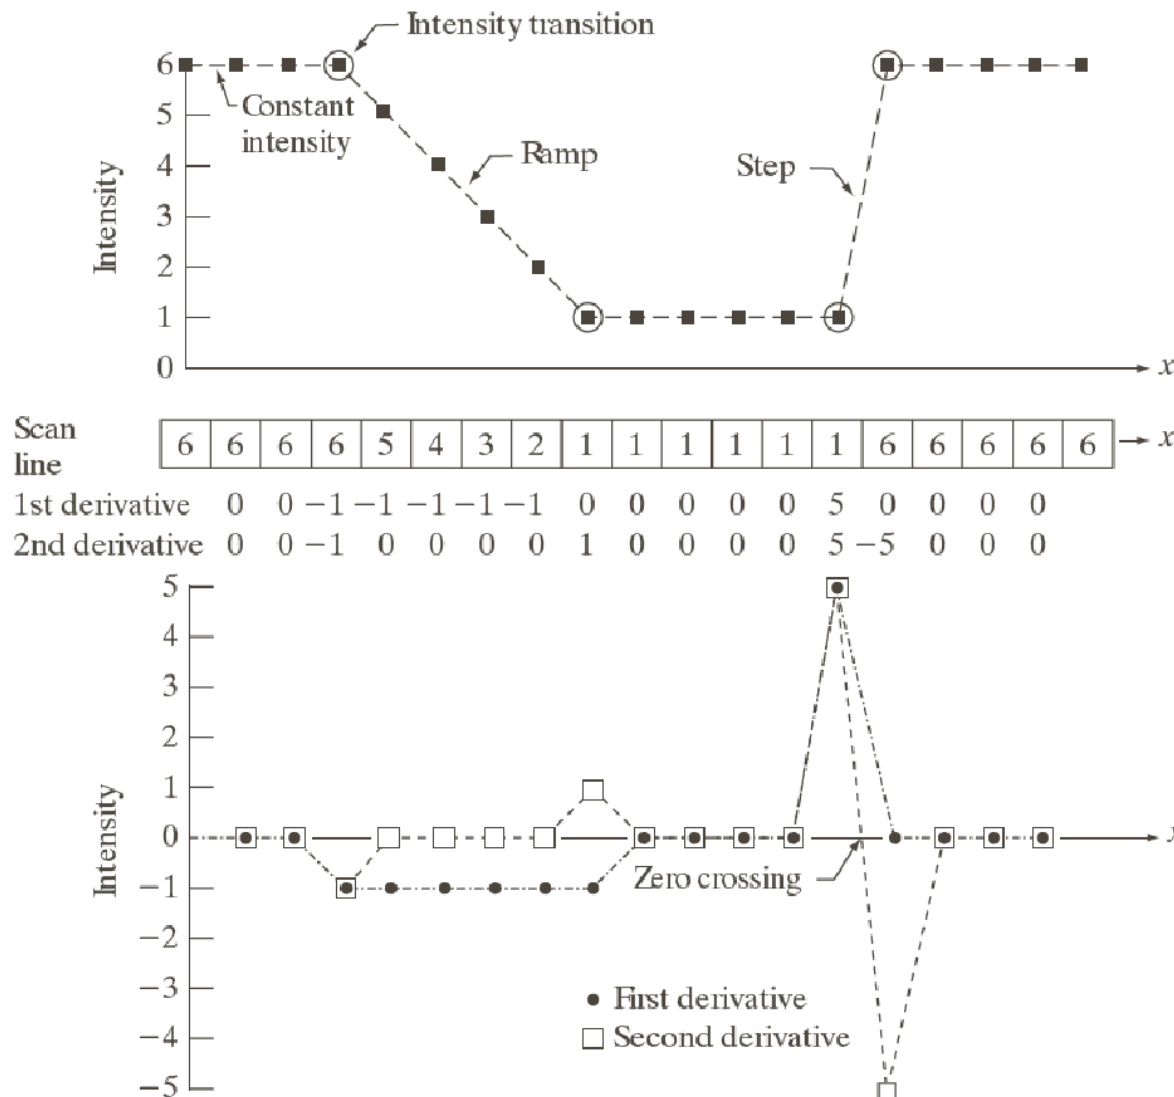 Intensity transition
6
Constant
intensity
5
4
Ramp
Step
3
2
1
0
x
Intensity
Scan
line
6 6 6 6 5 4 3 2 1 1 1 1 1 1 6 6 6 6 6
x
1st derivative 0 0 −1 −1 −1 −1 −1 0 0 0 0 0 5 0 0 0 0
2nd derivative 0 0 −1 0 0 0 0 1 0 0 0 0 5 −5 0 0 0
5
4
3
2
1
0
x
Intensity
−1
Zero crossing
−2
−3
First derivative
−4
Second derivative
−5